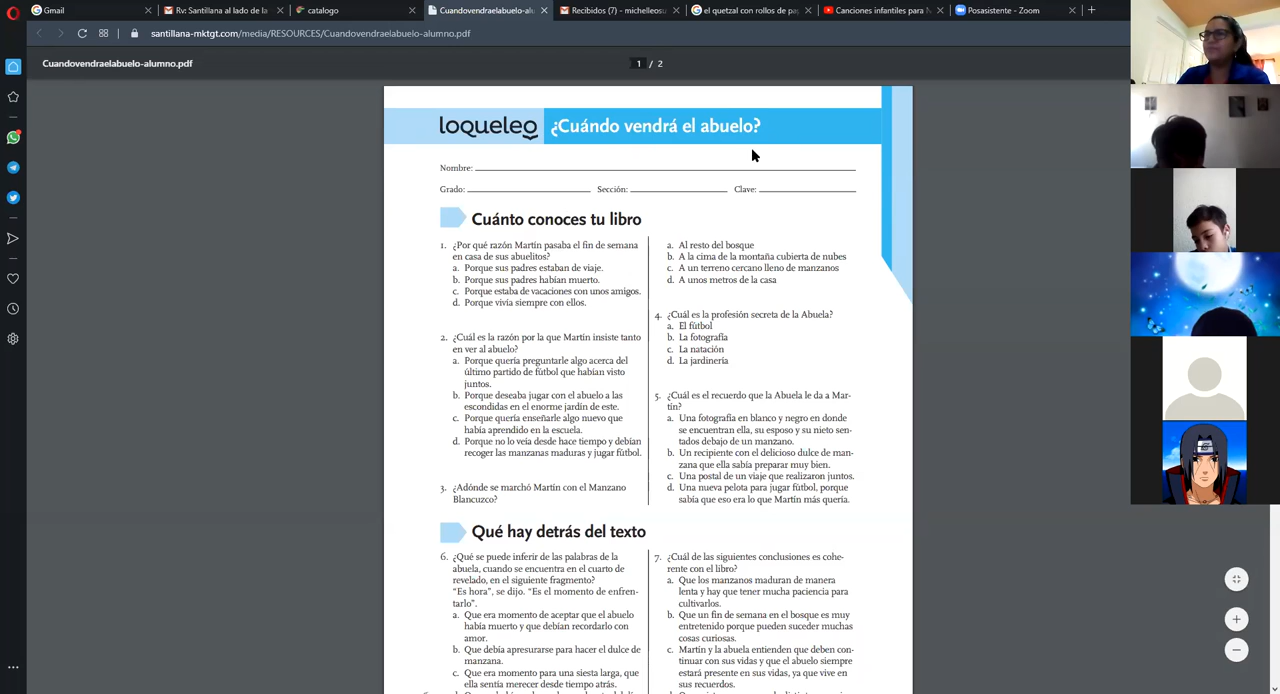 Gmail
Rv: Santillana al lado de la
catalogo
Cuandovendraelabuelo-alu
Recibidos (7) - michelleosu
el quetzal con rollos de pap
Canciones infantiles para N
Posasistente - Zoom
santillana-mktgt.com/media/RESOURCES/Cuandovendraelabuelo-alumno.pdf
Cuandovendraelabuelo-alumno.pdf
1 / 2
loqueleo
¿Cuándo vendrá el abuelo?
Nombre:
Grado: Sección: Clave:
Cuánto conoces tu libro
1. ¿Por qué razón Martín pasaba el fin de semana
en casa de sus abuelitos?
a. Porque sus padres estaban de viaje.
b. Porque sus padres habían muerto.
c. Porque estaba de vacaciones con unos amigos.
d. Porque vivía siempre con ellos.
2. ¿Cuál es la razón por la que Martín insiste tanto
en ver al abuelo?
a. Porque quería preguntarle algo acerca del
último partido de fútbol que habían visto
juntos.
b. Porque deseaba jugar con el abuelo a las
escondidas en el enorme jardín de este.
c. Porque quería enseñarle algo nuevo que
había aprendido en la escuela.
d. Porque no lo veía desde hace tiempo y debían
recoger las manzanas maduras y jugar fútbol.
3. ¿Adónde se marchó Martín con el Manzano
Blancuzco?
a. Al resto del bosque
b. A la cima de la montaña cubierta de nubes
c. A un terreno cercano lleno de manzanos
d. A unos metros de la casa
4. ¿Cuál es la profesión secreta de la Abuela?
a. El fútbol
b. La fotografía
c. La natación
d. La jardinería
5. ¿Cuál es el recuerdo que la Abuela le da a Mar-
tín?
a. Una fotografía en blanco y negro en donde
se encuentran ella, su esposo y su nieto sen-
tados debajo de un manzano.
b. Un recipiente con el delicioso dulce de man-
zana que ella sabía preparar muy bien.
c. Una postal de un viaje que realizaron juntos.
d. Una nueva pelota para jugar fútbol, porque
sabía que eso era lo que Martín más quería.
Qué hay detrás del texto
6. ¿Qué se puede inferir de las palabras de la
abuela, cuando se encuentra en el cuarto de
revelado, en el siguiente fragmento?
“Es hora”, se dijo. “Es el momento de enfren-
tarlo”.
a. Que era momento de aceptar que el abuelo
había muerto y que debían recordarlo con
amor.
b. Que debía apresurarse para hacer el dulce de
manzana.
c. Que era momento para una siesta larga, que
ella sentía merecer desde tiempo atrás.
7. ¿Cuál de las siguientes conclusiones es cohe-
rente con el libro?
a. Que los manzanos maduran de manera
lenta y hay que tener mucha paciencia para
cultivarlos.
b. Que un fin de semana en el bosque es muy
entretenido porque pueden suceder muchas
cosas curiosas.
c. Martín y la abuela entienden que deben con-
tinuar con sus vidas y que el abuelo siempre
estará presente en sus vidas, ya que vive en
sus recuerdos.